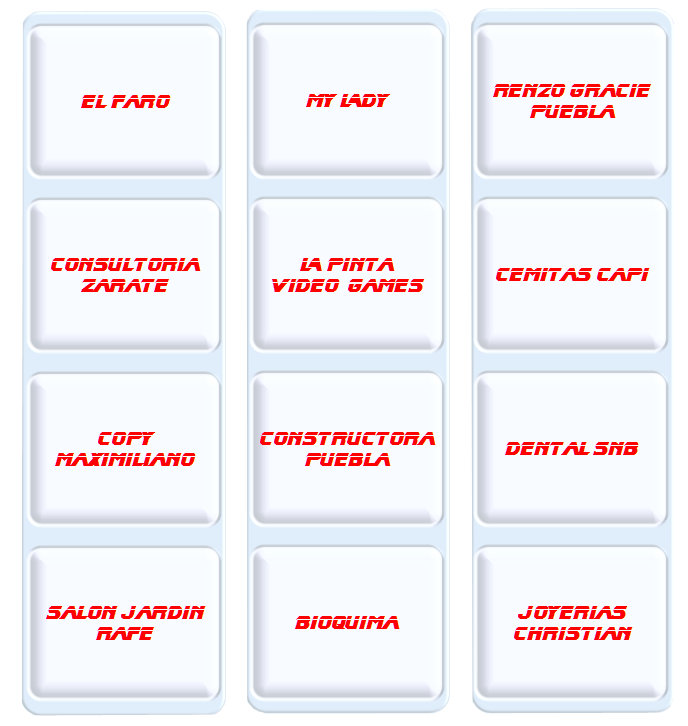 EL FARO
MY LADY
RENZO GRACIE
PUEBLA
CONSULTORIA
ZARATE
LA PINTA
VIDEO GAMES
CEMITAS CAPI
COPY
MAXIMILIANO
CONSTRUCTORA
PUEBLA
DENTAL SNB
SALON JARDIN
RAFE
BIOQUIMA
JOYERIAS
CHRISTIAN